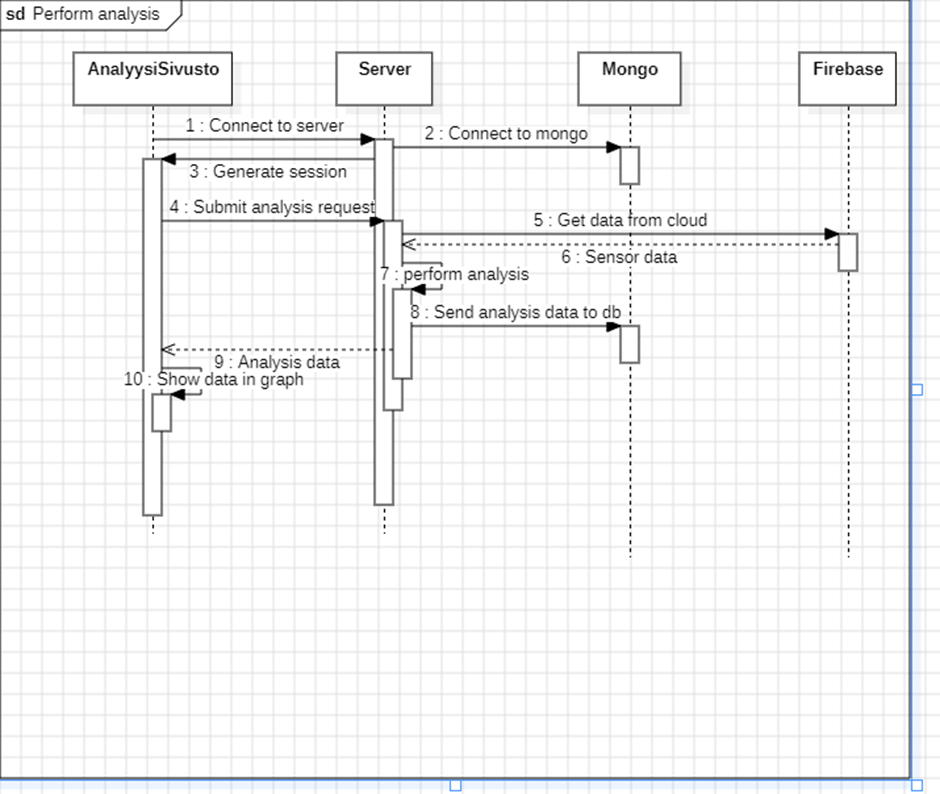 sd Perform analysis
AnalyysiSivusto
Server
Mongo
Firebase
1 : Connect to server
2 : Connect to mongo
3 : Generate session
4 : Submit analysis request
5 : Get data from cloud
6 : Sensor data
7 : perform analysis
8 : Send analysis data to db
9 : Analysis data
10 : Show data in graph